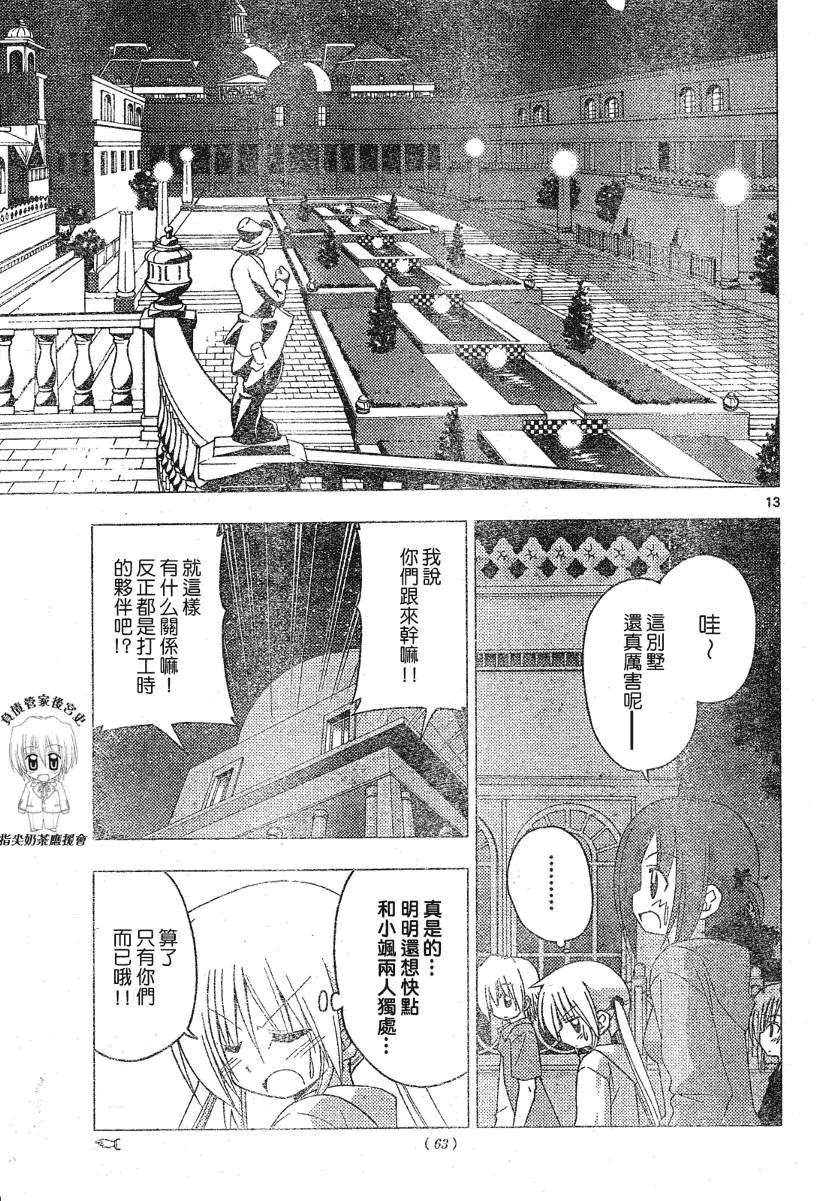 13
哇~
這別墅
還真厲害呢—
………
我說
你們跟來幹嘛!!
就這樣
有什么關係嘛!
反正都是打工時
的夥伴吧!?
真是的…
明明還想快點
和小颯兩人獨處…
算了
只有你們
而已哦!!
負債管家後宮史
指尖奶茶應援會
(63)